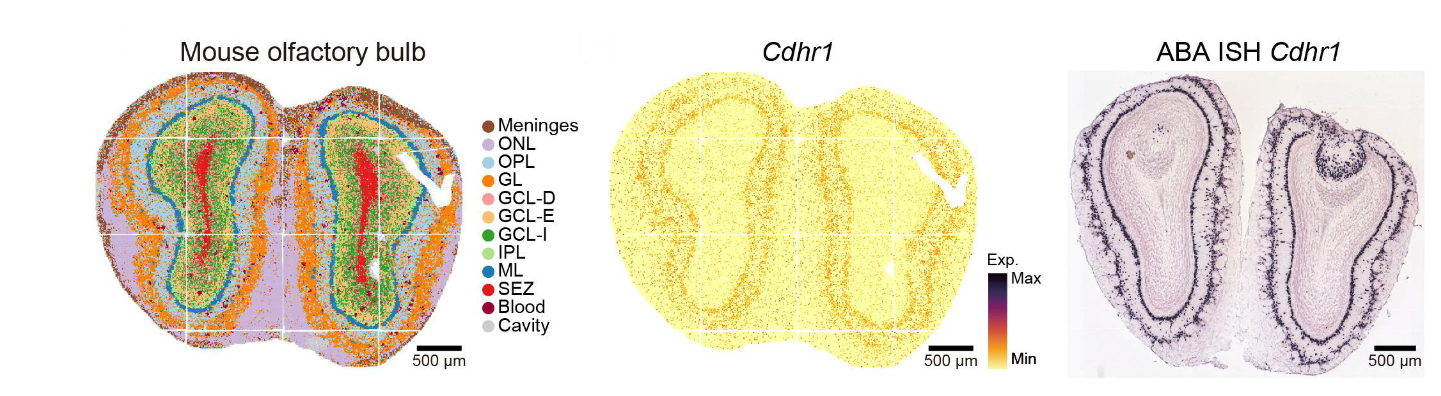 Mouse olfactory bulb
Meninges
ONL
OPL
GL
GCL-D
GCL-E
GCL-I
IPL
ML
SEZ
Blood
Cavity
500 µm
Cdhr1
Exp.
Max
Min
500 µm
ABA ISH Cdhr1
500 µm